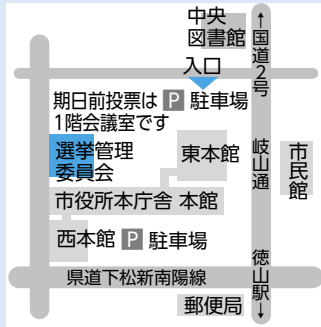 中央
図書館
↑国道2号
入口
期日前投票は P 駐車場
1階会議室です
選挙管理
委員会
東本館
岐山通
市民館
市役所本庁舎 本館
西本館 P 駐車場
県道下松新南陽線
徳山駅↓
郵便局